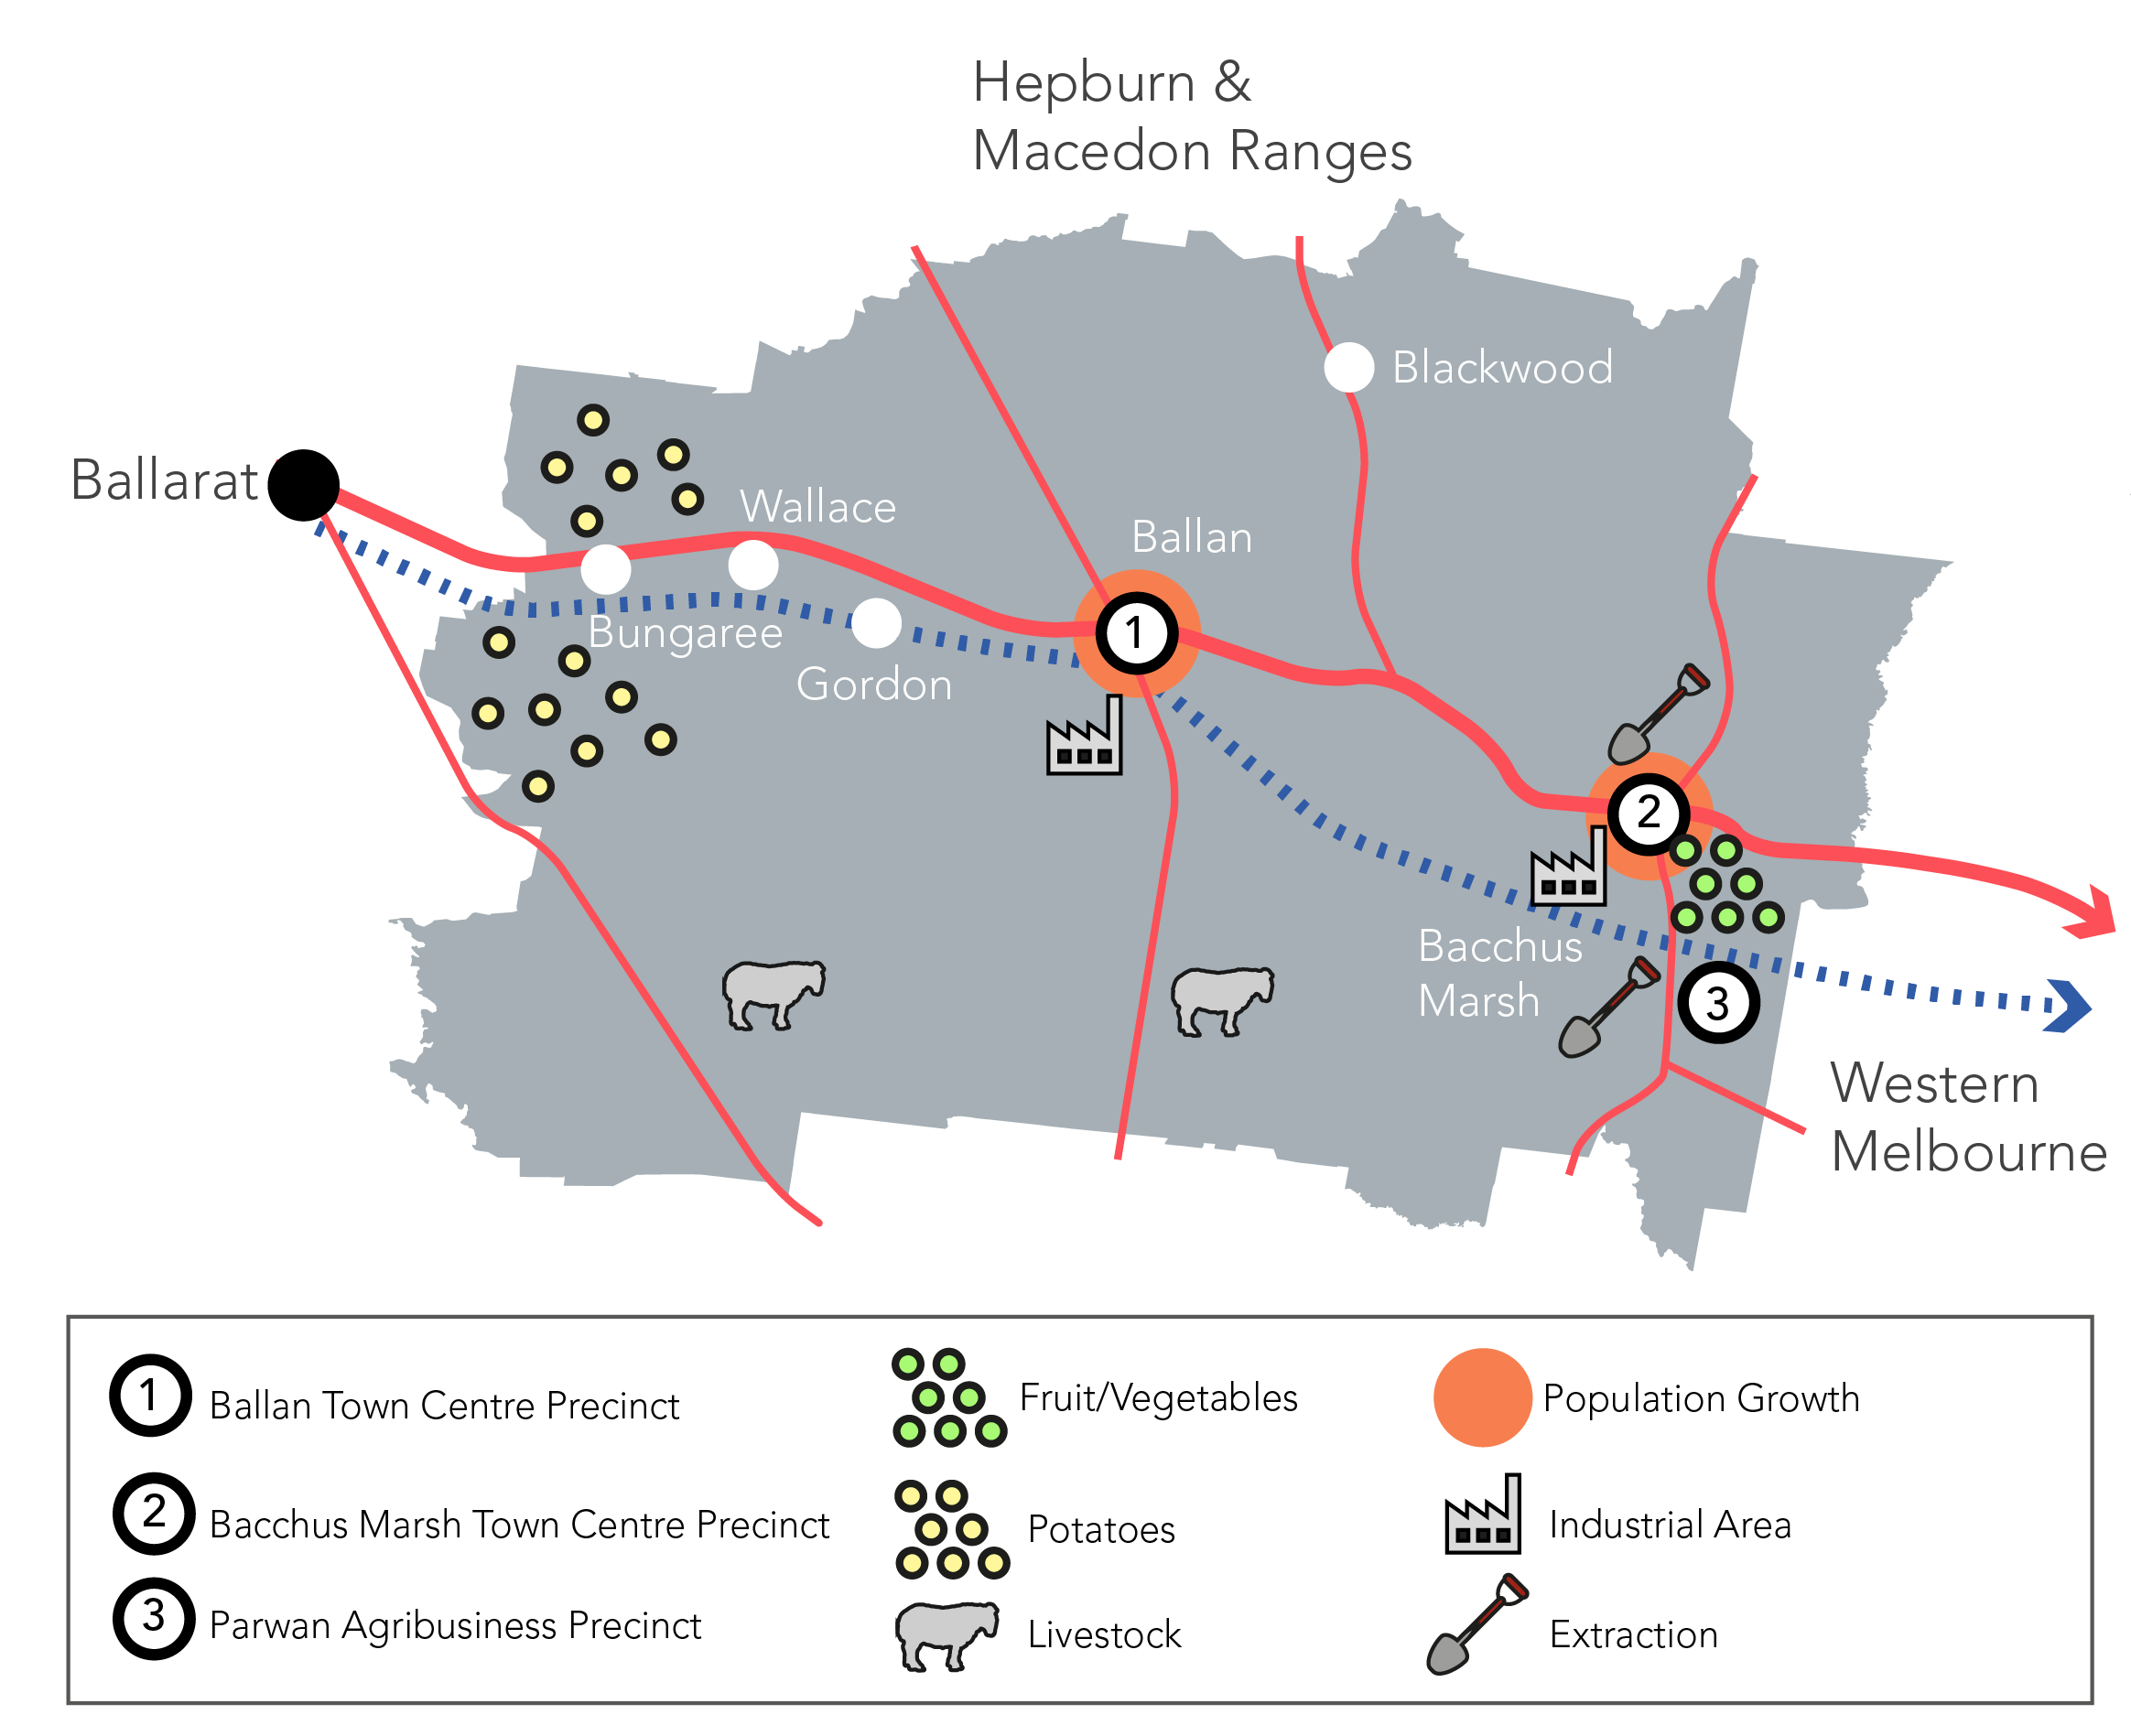 Hepburn &
Macedon Ranges
Blackwood
Ballarat
Wallace
Ballan
Bungaree
1
Gordon
2
Bacchus
Marsh
3
Western
Melbourne
1 Ballan Town Centre Precinct
Fruit/Vegetables
Population Growth
2 Bacchus Marsh Town Centre Precinct
Potatoes
Industrial Area
3 Parwan Agribusiness Precinct
Livestock
Extraction